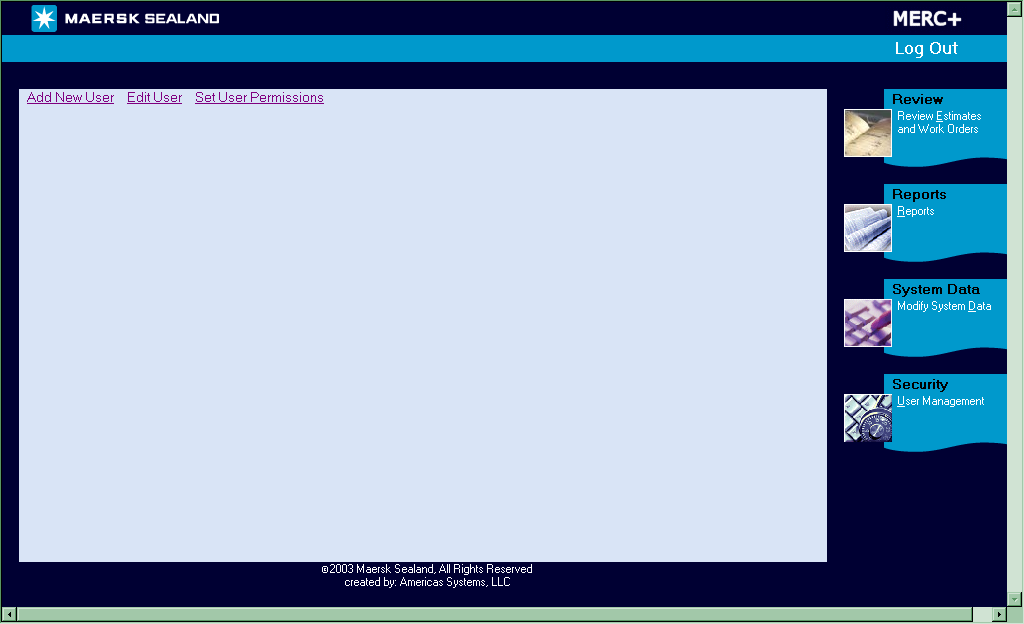 MAERSK SEALAND
MERC+
Log Out
Add New User Edit User Set User Permissions
Review
Review Estimates
and Work Orders
Reports
Reports
System Data
Modify System Data
Security
User Management
©2003 Maersk Sealand, All Rights Reserved
created by: Americas Systems, LLC